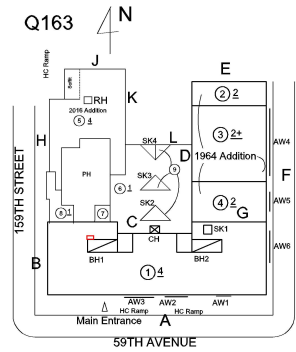 Q163
N
J
E
HC Ramp
Soffit
RH
2016 Addition
5 4
K
2 2
SK4
L
D
3 2+
1964 Addition
AW4
H
F
159TH STREET
PH
SK3
9
6 1
SK2
4 2
G
AW5
8 1
7
C
CH
SK1
AW6
B
BH1
BH2
1 4
AW3
AW2
AW1
HC Ramp
HC Ramp
Main Entrance
A
59TH AVENUE